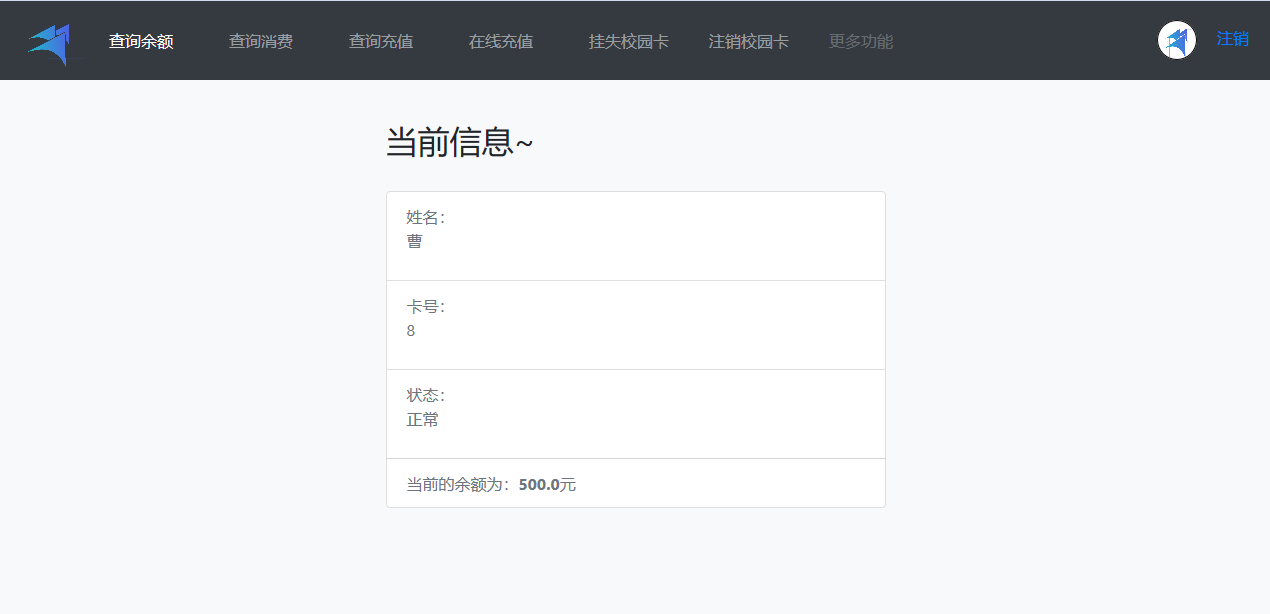 查询余额 查询消费 查询充值 在线充值 挂失校园卡 注销校园卡 更多功能 注销
当前信息~
姓名：
曹
卡号：
8
状态：
正常
当前的余额为：500.0元